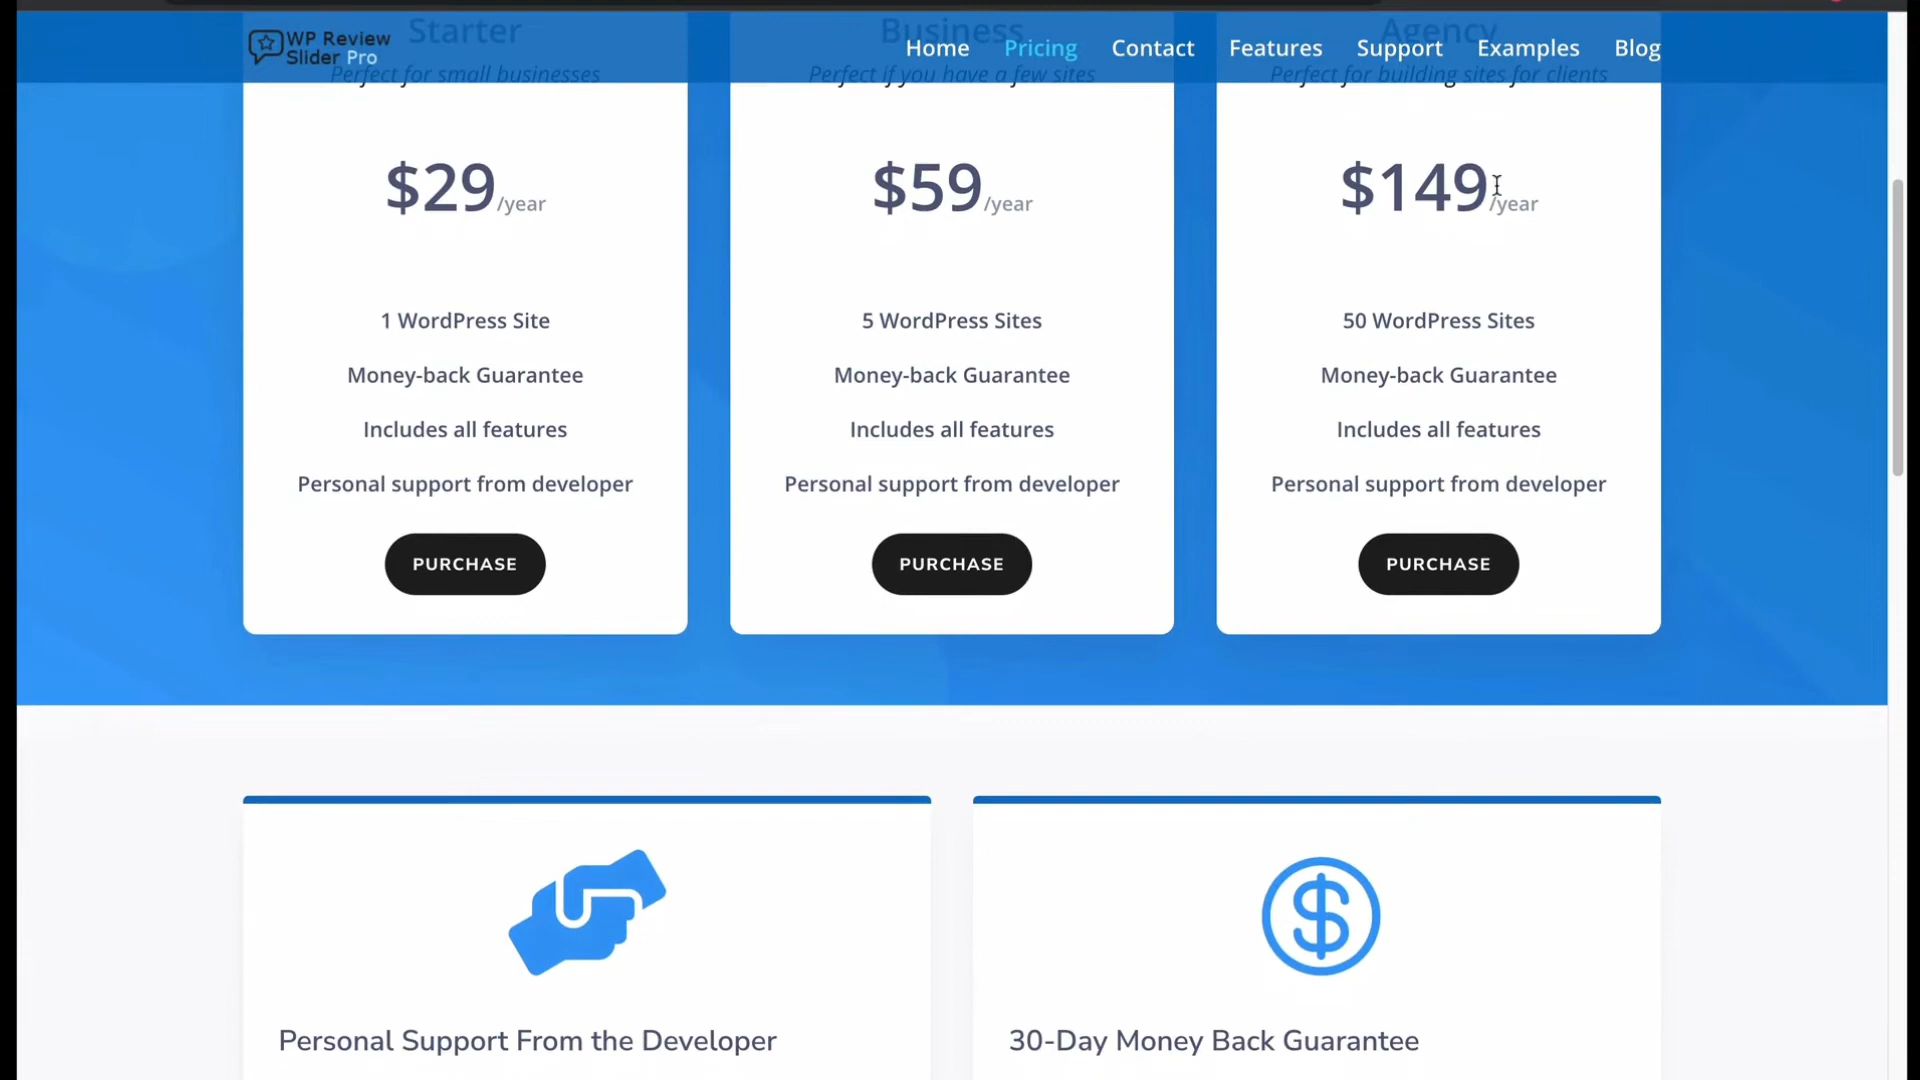 WP Review
Slider Pro
Home Pricing Contact Features Support Examples Blog
Starter Business Agency
Perfect for small businesses Perfect if you have a few sites Perfect for building sites for clients
$29/year $59/year $149/year
1 WordPress Site 5 WordPress Sites 50 WordPress Sites
Money-back Guarantee Money-back Guarantee Money-back Guarantee
Includes all features Includes all features Includes all features
Personal support from developer Personal support from developer Personal support from developer
PURCHASE PURCHASE PURCHASE
Personal Support From the Developer 30-Day Money Back Guarantee